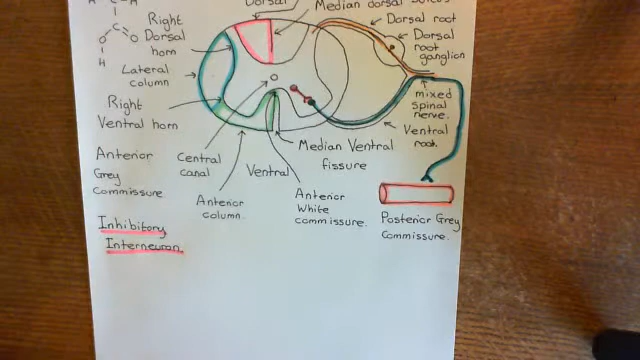 H
Dorsal
Median dorsal sulcus
Right
Dorsal
horn
C
O
O
H
Dorsal root
Dorsal
root
ganglion
Lateral
column
mixed
spinal
nerve.
Right
Ventral horn
Ventral
root
Anterior
Grey
Commissure.
Central
canal
Ventral
Median Ventral
fissure
Anterior
column.
Anterior
White
commissure.
Posterior Grey
Commissure.
Inhibitory
Interneuron